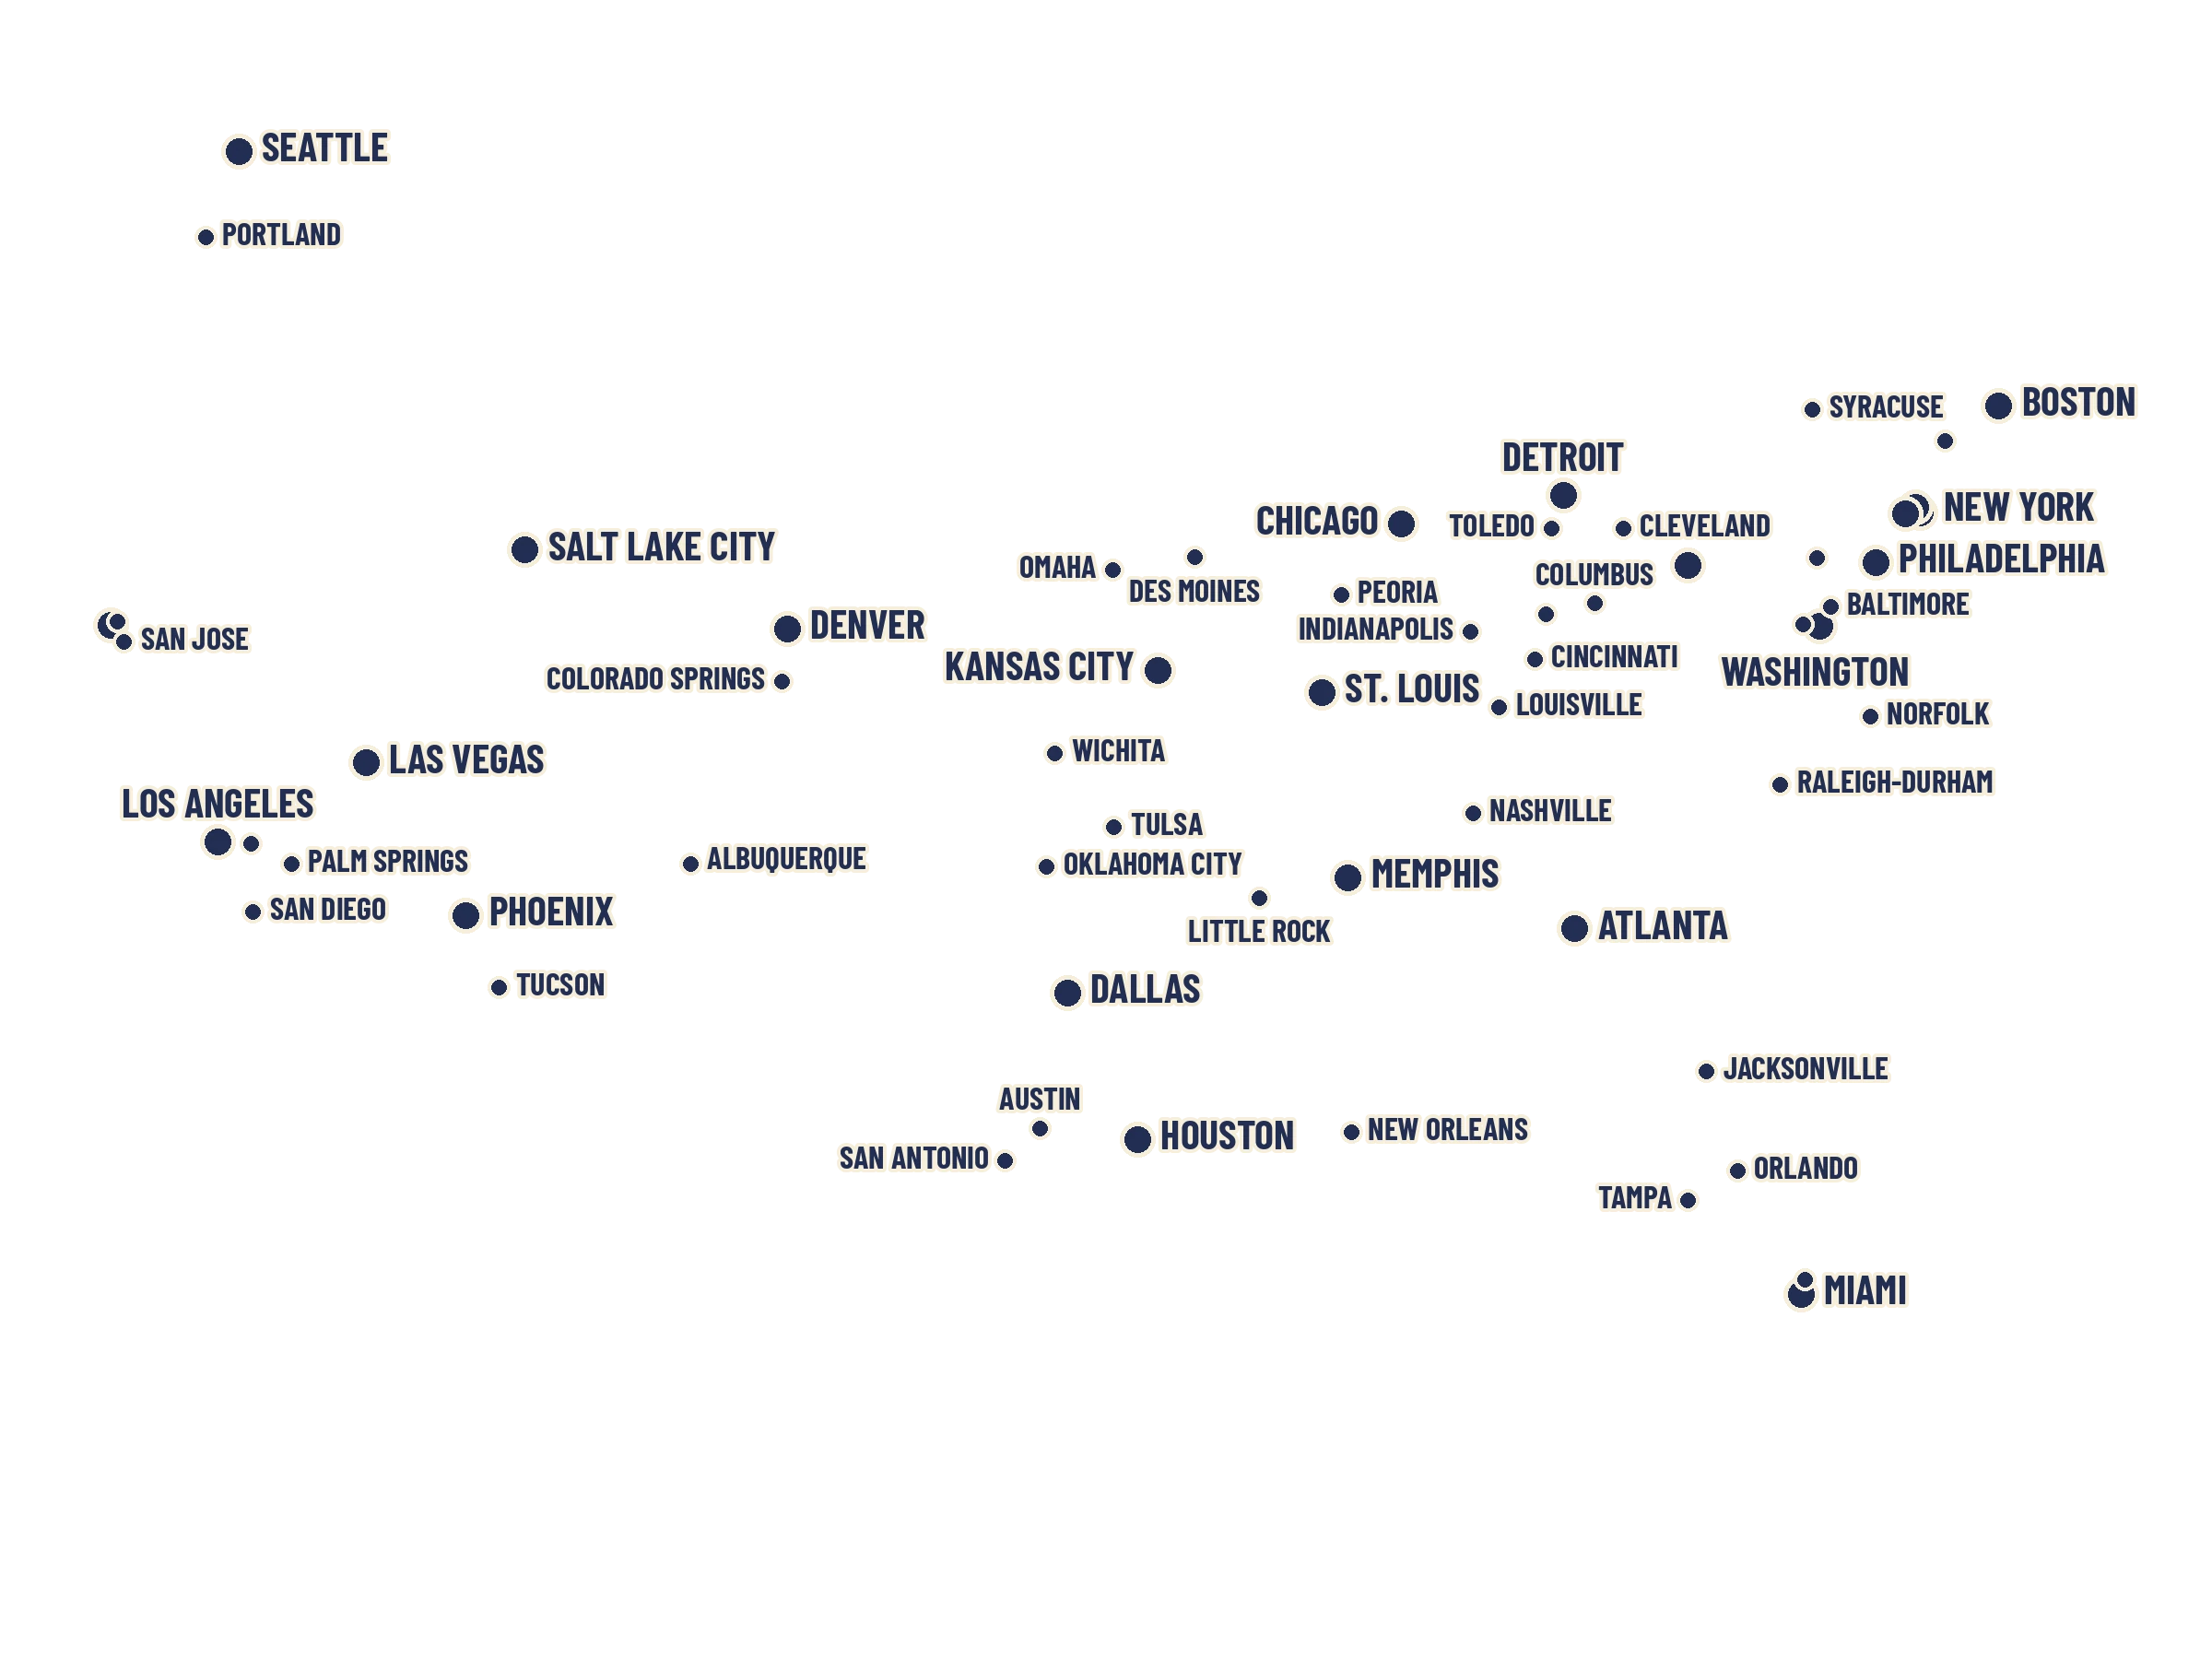 SEATTLE
PORTLAND
BOSTON
SYRACUSE
DETROIT
NEW YORK
CHICAGO
TOLEDO
CLEVELAND
SALT LAKE CITY
PHILADELPHIA
OMAHA
COLUMBUS
DES MOINES
PEORIA
BALTIMORE
DENVER
INDIANAPOLIS
SAN JOSE
CINCINNATI
KANSAS CITY
WASHINGTON
COLORADO SPRINGS
ST. LOUIS
LOUISVILLE
NORFOLK
WICHITA
LAS VEGAS
RALEIGH-DURHAM
LOS ANGELES
NASHVILLE
TULSA
PALM SPRINGS
ALBUQUERQUE
OKLAHOMA CITY
MEMPHIS
SAN DIEGO
PHOENIX
LITTLE ROCK
ATLANTA
TUCSON
DALLAS
JACKSONVILLE
AUSTIN
HOUSTON
NEW ORLEANS
SAN ANTONIO
ORLANDO
TAMPA
MIAMI